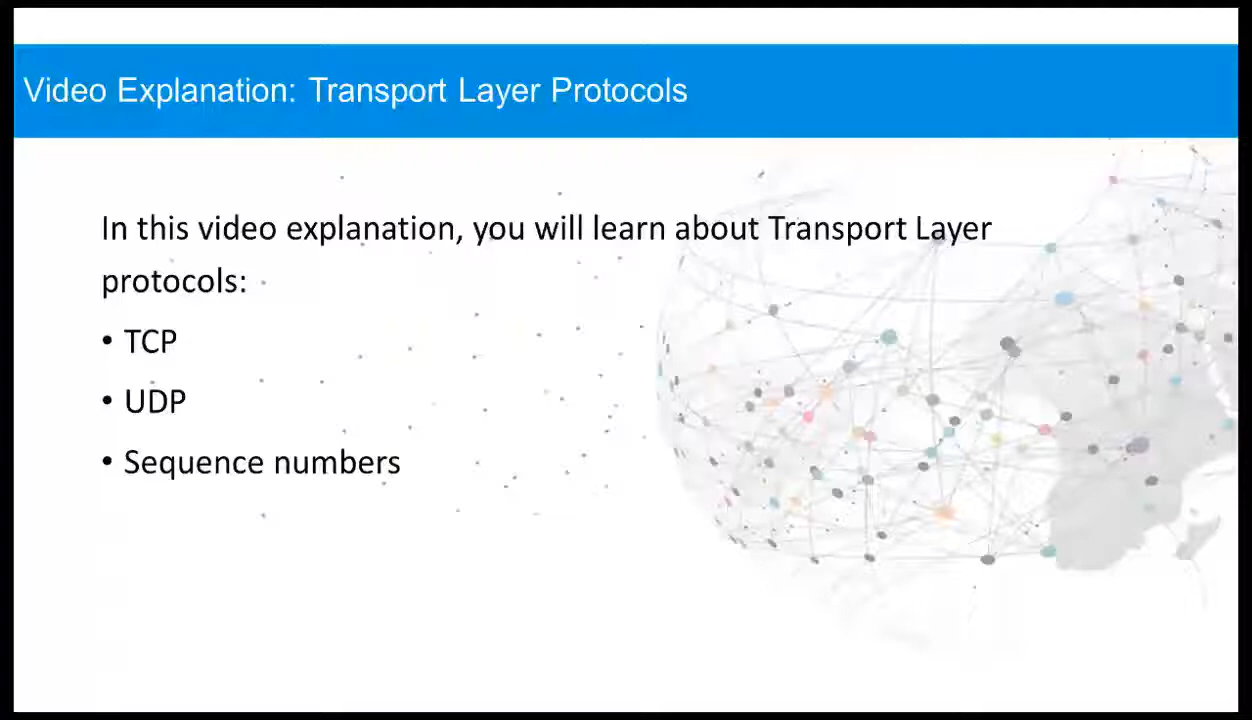 Video Explanation: Transport Layer Protocols
In this video explanation, you will learn about Transport Layer
protocols:
• TCP
• UDP
• Sequence numbers